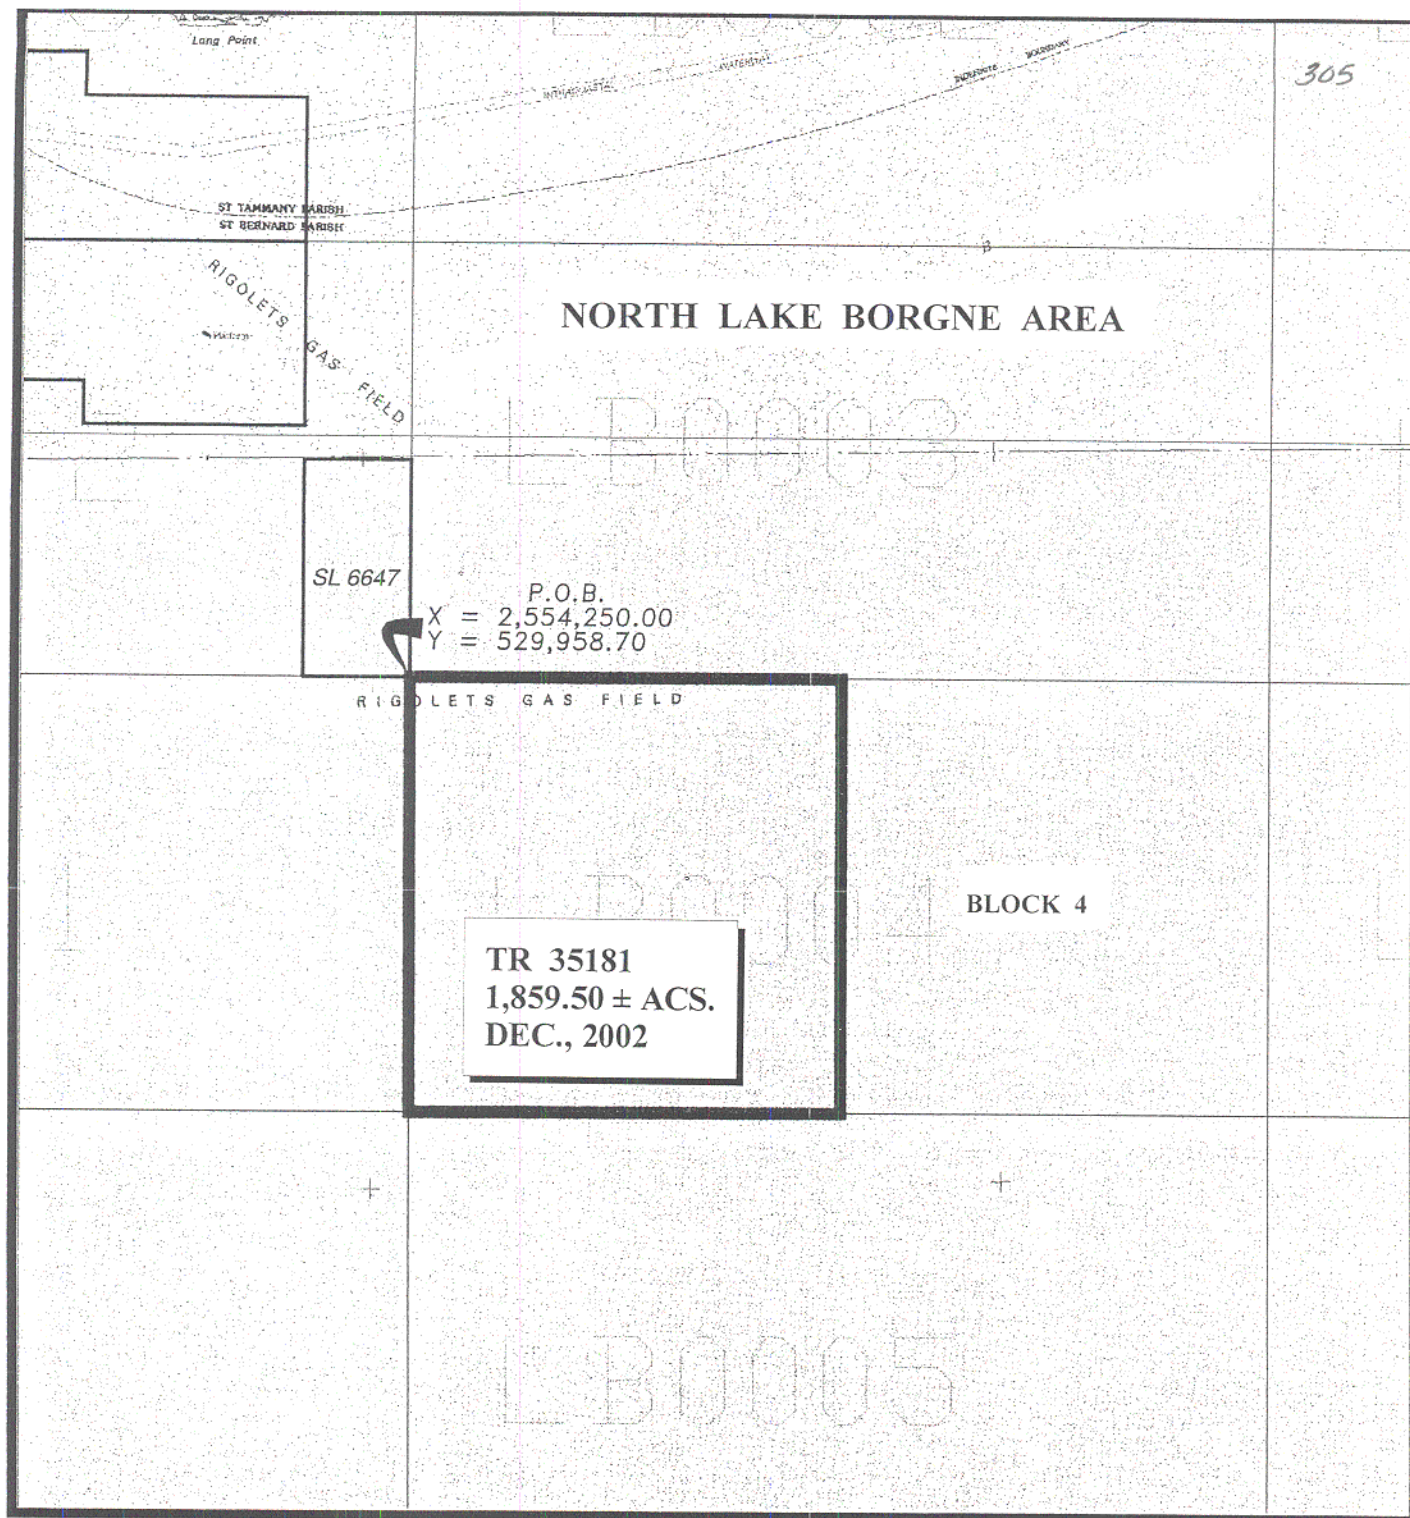 Long Point
305
INDEFINITE BOUNDARY
ST TAMMANY PARISH
ST BERNARD PARISH
RIGOLETS GAS FIELD
NORTH LAKE BORGNE AREA
LB0003
SL 6647
P.O.B.
X = 2,554,250.00
Y = 529,958.70
RIGOLETS GAS FIELD
LB0004
BLOCK 4
TR 35181
1,859.50 ± ACS.
DEC., 2002
LB0005